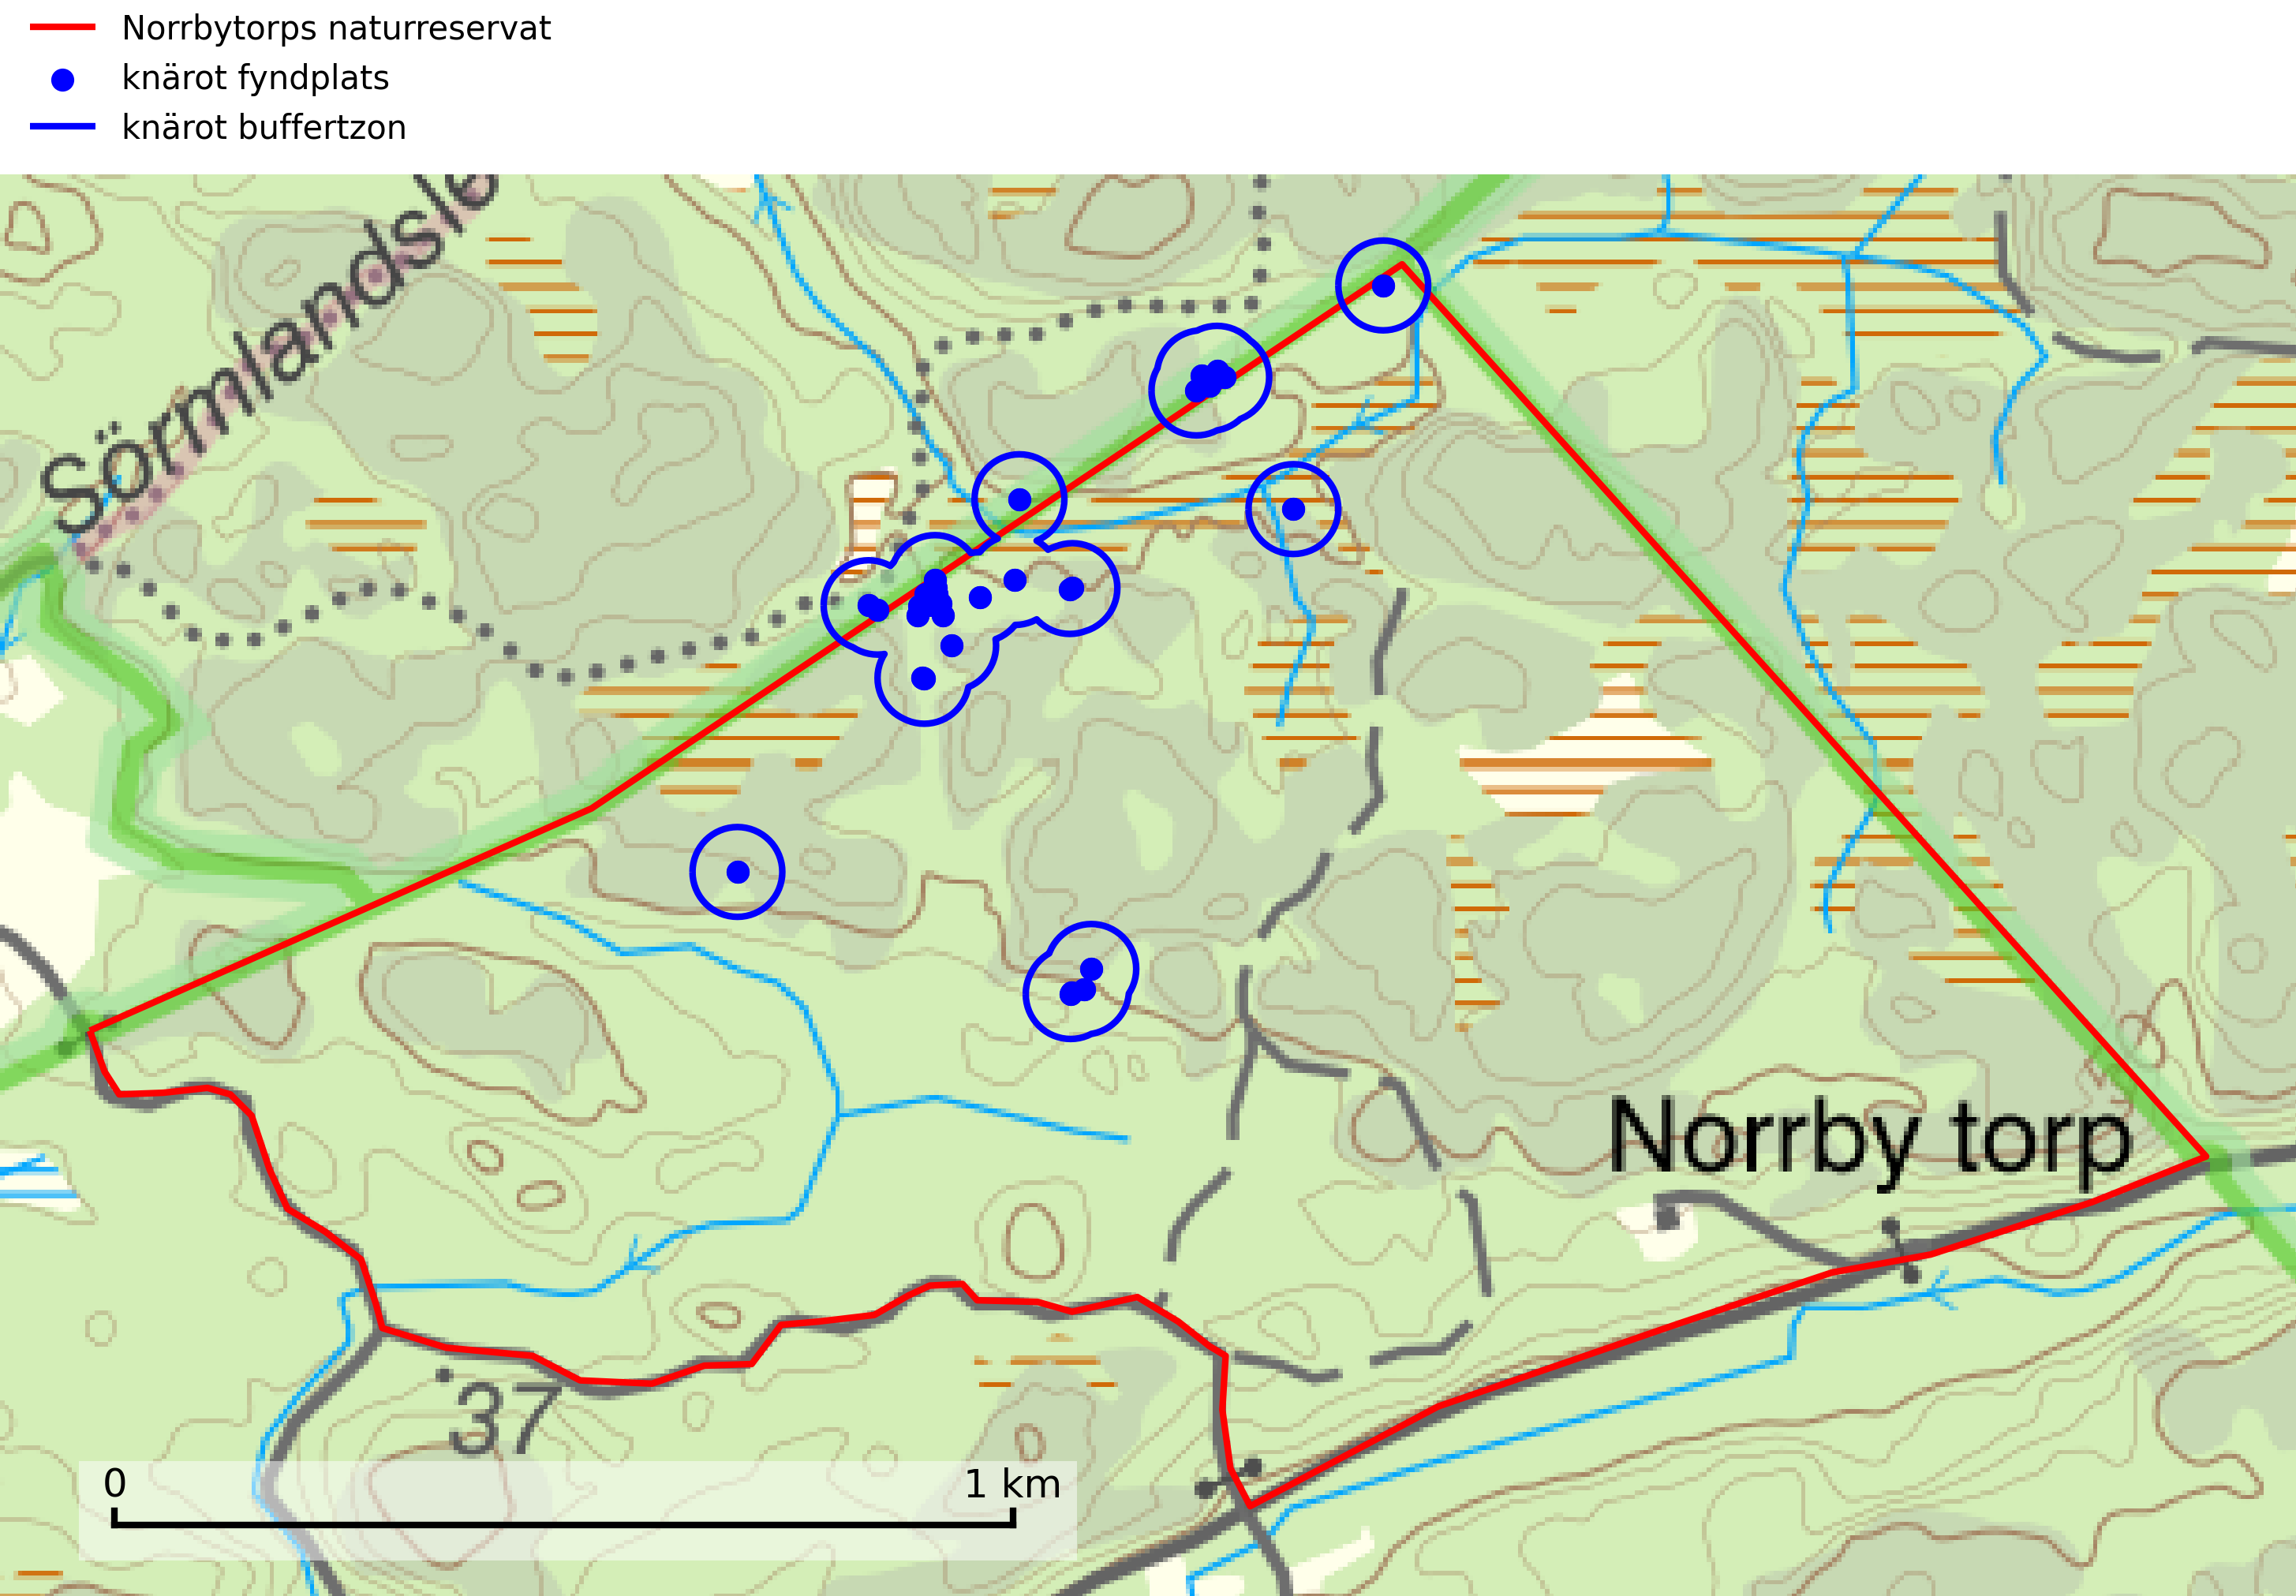 Norrbytorps naturreservat
knärot fyndplats
knärot buffertzon
Sörmlandsle
Norrby torp
37
0 1 km